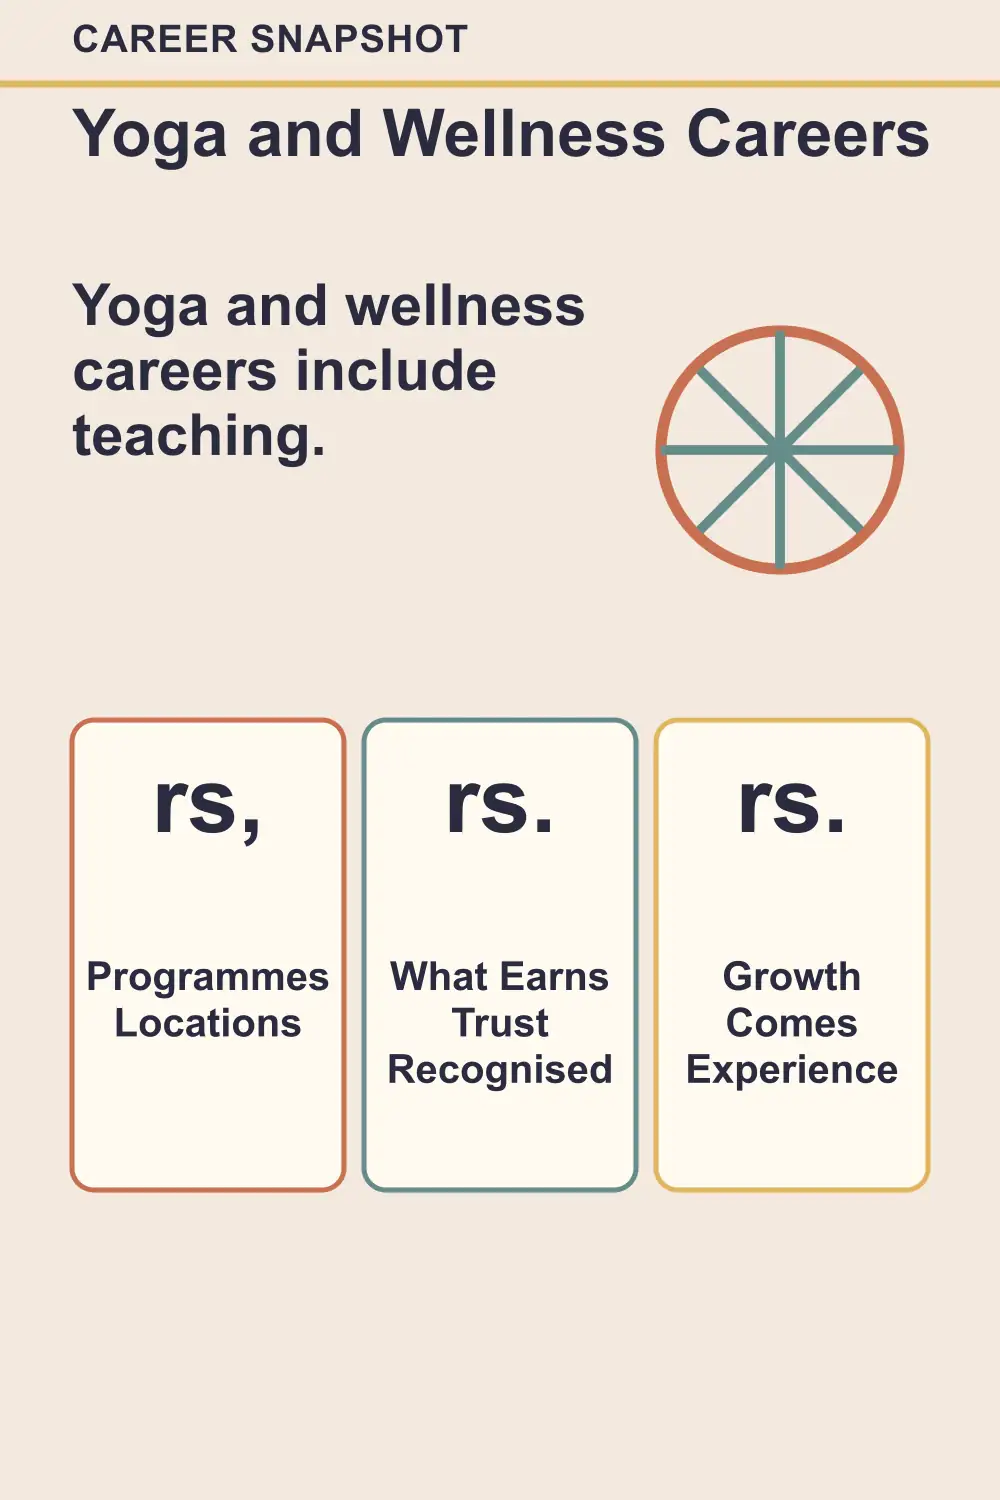 CAREER SNAPSHOT
Yoga and Wellness Careers
Yoga and wellness
careers include
teaching.
rs,
Programmes
Locations
rs.
What Earns
Trust
Recognised
rs.
Growth
Comes
Experience